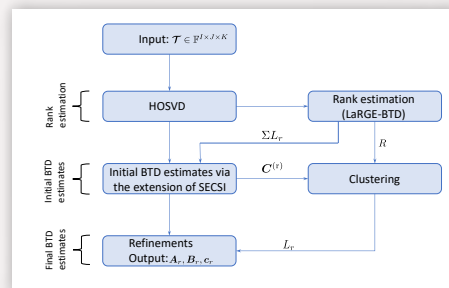 Input: 𝓣 ∈ 𝔽^{I×J×K}
Rank
estimation
HOSVD
Rank estimation
(LaRGE-BTD)
ΣL_r
R
Initial BTD
estimates
Initial BTD estimates via
the extension of SECSI
C^{(r)}
Clustering
Final BTD
estimates
Refinements
Output: A_r, B_r, c_r
L_r